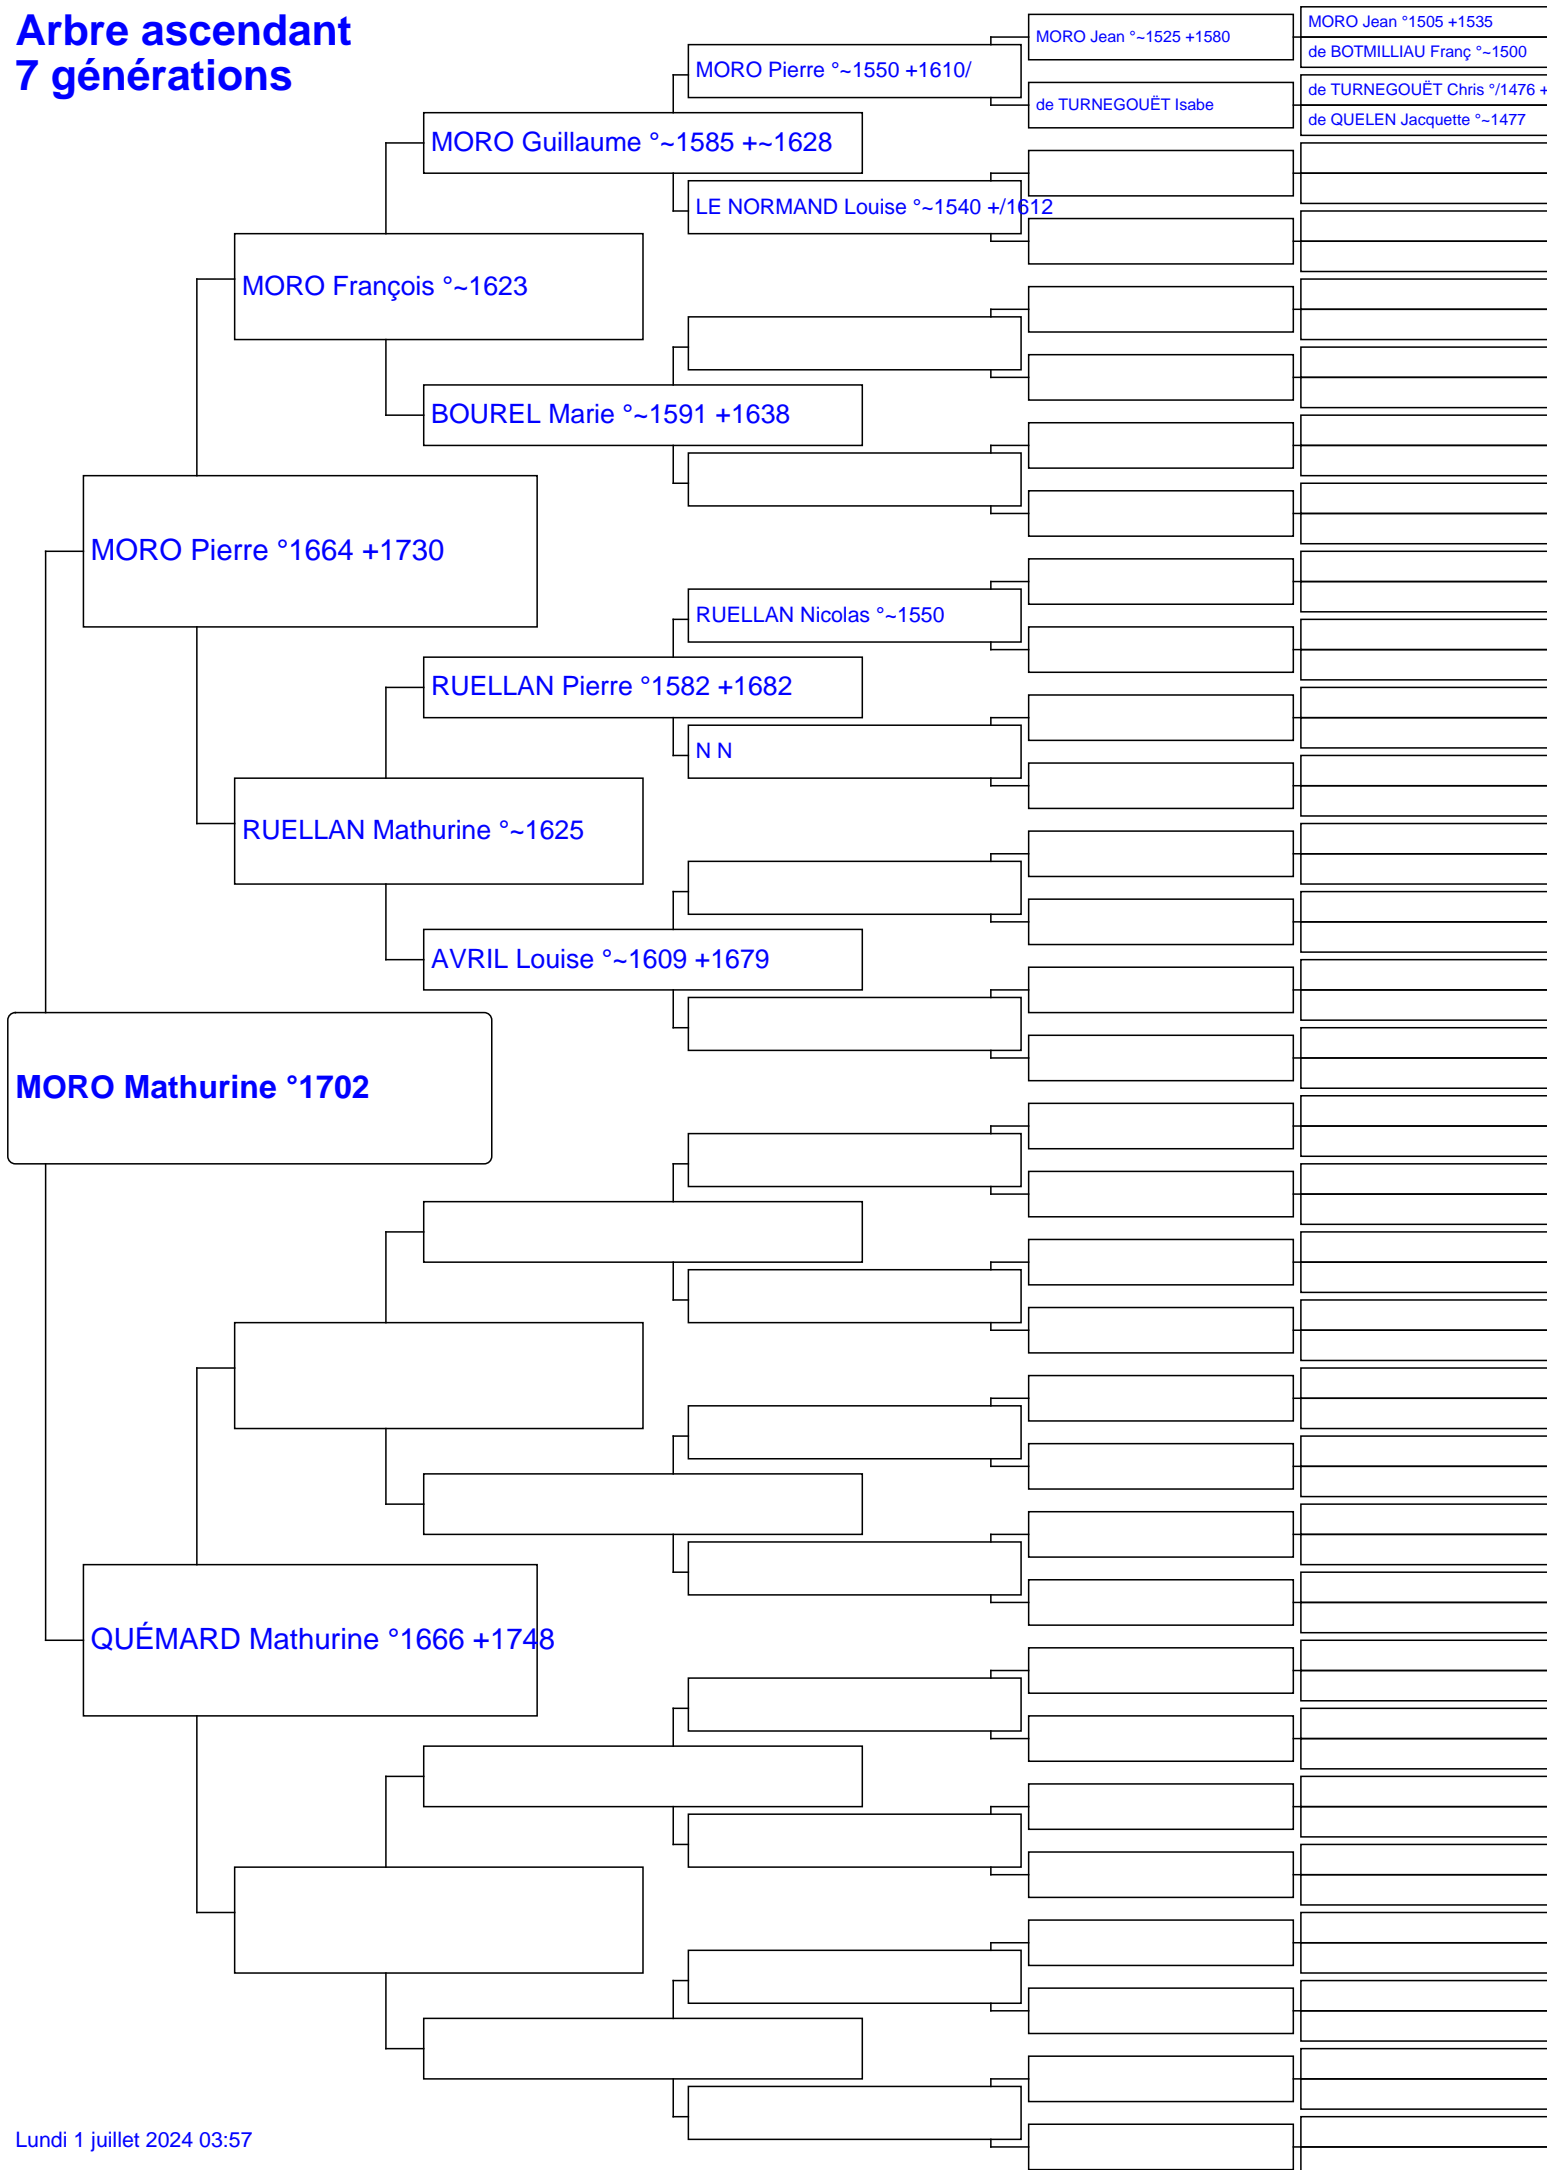 Arbre ascendant
7 générations
MORO Jean °1505 +1535
MORO Jean °~1525 +1580
de BOTMILLIAU Franç °~1500
MORO Pierre °~1550 +1610/
de TURNEGOUËT Chris °/1476 +
de TURNEGOUËT Isabe
de QUELEN Jacquette °~1477
MORO Guillaume °~1585 +~1628
LE NORMAND Louise °~1540 +/1612
MORO François °~1623
BOUREL Marie °~1591 +1638
MORO Pierre °1664 +1730
RUELLAN Nicolas °~1550
RUELLAN Pierre °1582 +1682
N N
RUELLAN Mathurine °~1625
AVRIL Louise °~1609 +1679
MORO Mathurine °1702
QUÉMARD Mathurine °1666 +1748
Lundi 1 juillet 2024 03:57